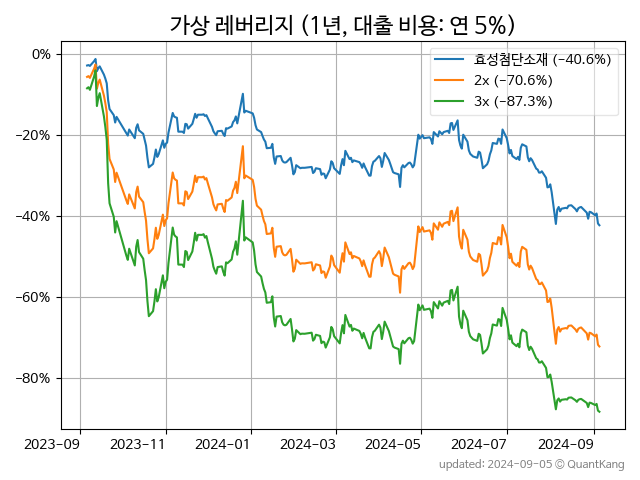 가상 레버리지 (1년, 대출 비용: 연 5%)
효성첨단소재 (−40.6%)
2x (−70.6%)
3x (−87.3%)
0%
−20%
−40%
−60%
−80%
2023-09 2023-11 2024-01 2024-03 2024-05 2024-07 2024-09
updated: 2024-09-05 © QuantKang